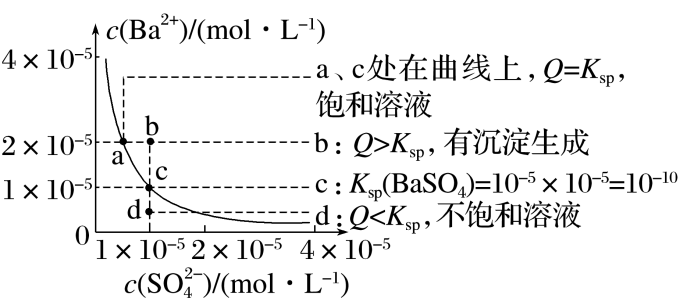 c(Ba²⁺)/(mol·L⁻¹)
4×10⁻⁵
a、c处在曲线上,Q=Kₛₚ,
饱和溶液
2×10⁻⁵
a
b
b:Q>Kₛₚ,有沉淀生成
1×10⁻⁵
c
c:Kₛₚ(BaSO₄)=10⁻⁵×10⁻⁵=10⁻¹⁰
d
d:Q<Kₛₚ,不饱和溶液
0
1×10⁻⁵ 2×10⁻⁵ 4×10⁻⁵
c(SO₄²⁻)/(mol·L⁻¹)